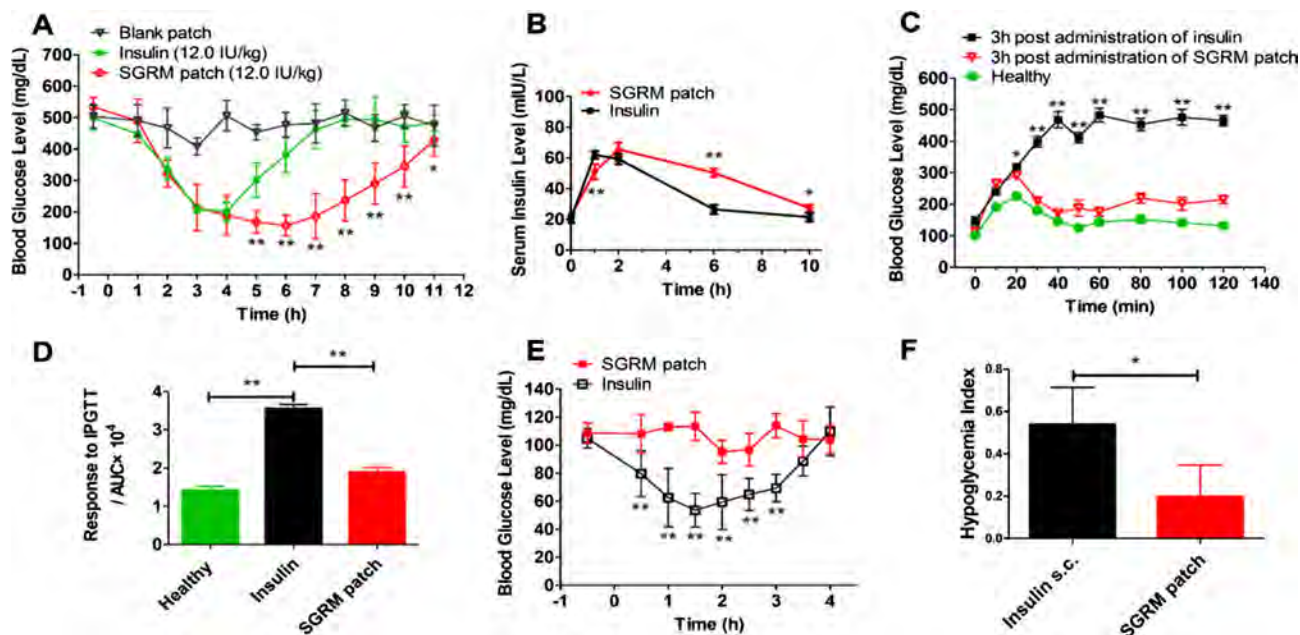 A
Blank patch
Insulin (12.0 IU/kg)
SGRM patch (12.0 IU/kg)
Blood Glucose Level (mg/dL)
600
500
400
300
200
100
0
** ** ** ** ** ** *
-1 0 1 2 3 4 5 6 7 8 9 10 11 12
Time (h)
B
SGRM patch
Insulin
Serum Insulin Level (mIU/L)
100
80
60
40
20
0
** ** *
0 2 4 6 8 10
Time (h)
C
3h post administration of insulin
3h post administration of SGRM patch
Healthy
Blood Glucose Level (mg/dL)
600
500
400
300
200
100
0
* ** ** ** ** ** ** **
0 20 40 60 80 100 120 140
Time (min)
D
Response to IPGTT
/ AUC× 10⁴
4
3
2
1
0
** **
Healthy
Insulin
SGRM patch
E
SGRM patch
Insulin
Blood Glucose Level (mg/dL)
140
120
100
80
60
40
20
0
** ** ** ** ** **
-1 0 1 2 3 4
Time (h)
F
Hypoglycemia Index
0.8
0.6
0.4
0.2
0.0
*
Insulin s.c.
SGRM patch